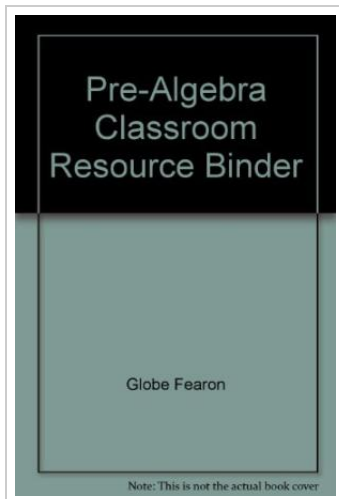 Pre-Algebra
Classroom
Resource Binder
Globe Fearon
Note: This is not the actual book cover